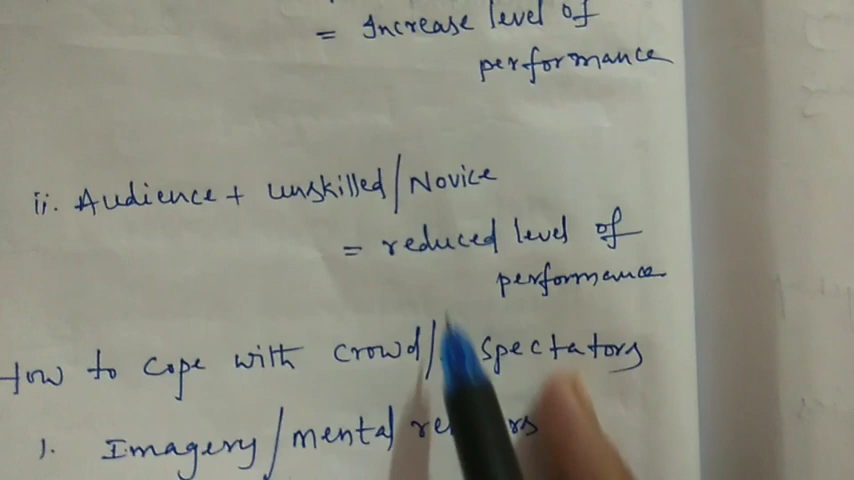 = Increase level of
performance
ii. Audience + unskilled/Novice
= reduced level of
performance
How to cope with crowd/ spectators
1. Imagery/mental